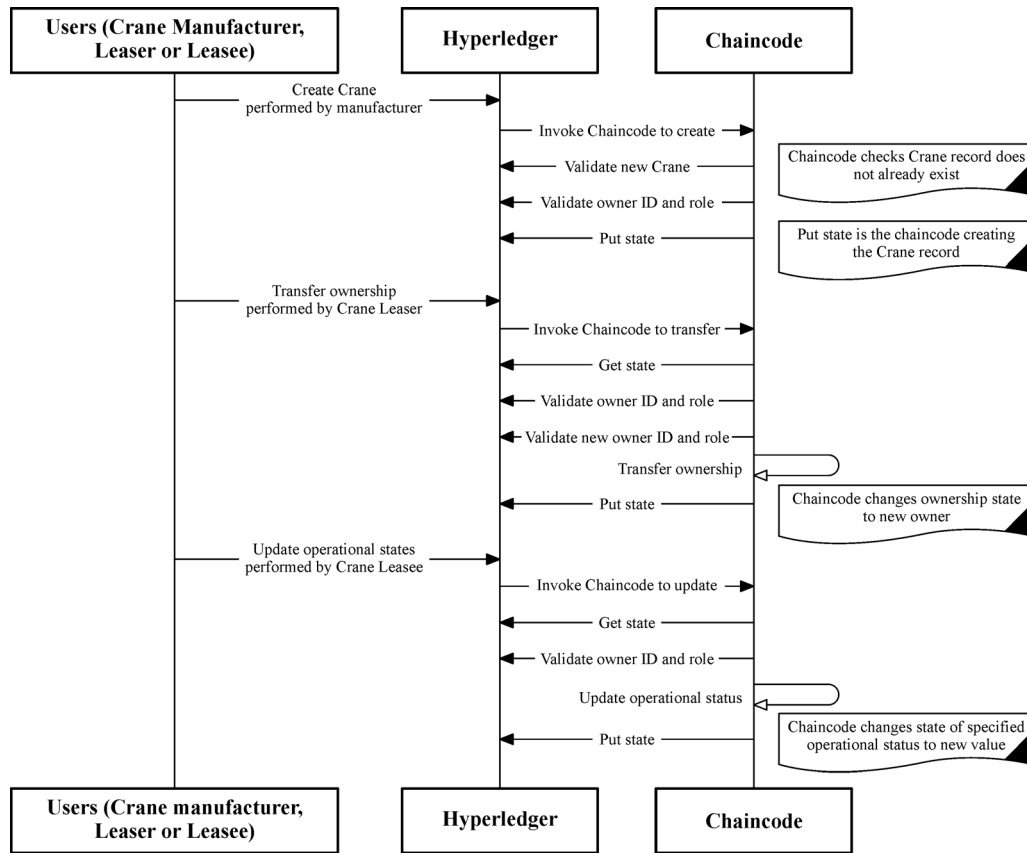 Users (Crane Manufacturer,
Leaser or Leasee)
Hyperledger
Chaincode
Create Crane
performed by manufacturer
Invoke Chaincode to create
Validate new Crane
Chaincode checks Crane record does
not already exist
Validate owner ID and role
Put state
Put state is the chaincode creating
the Crane record
Transfer ownership
performed by Crane Leaser
Invoke Chaincode to transfer
Get state
Validate owner ID and role
Validate new owner ID and role
Transfer ownership
Put state
Chaincode changes ownership state
to new owner
Update operational states
performed by Crane Leasee
Invoke Chaincode to update
Get state
Validate owner ID and role
Update operational status
Put state
Chaincode changes state of specified
operational status to new value
Users (Crane manufacturer,
Leaser or Leasee)
Hyperledger
Chaincode